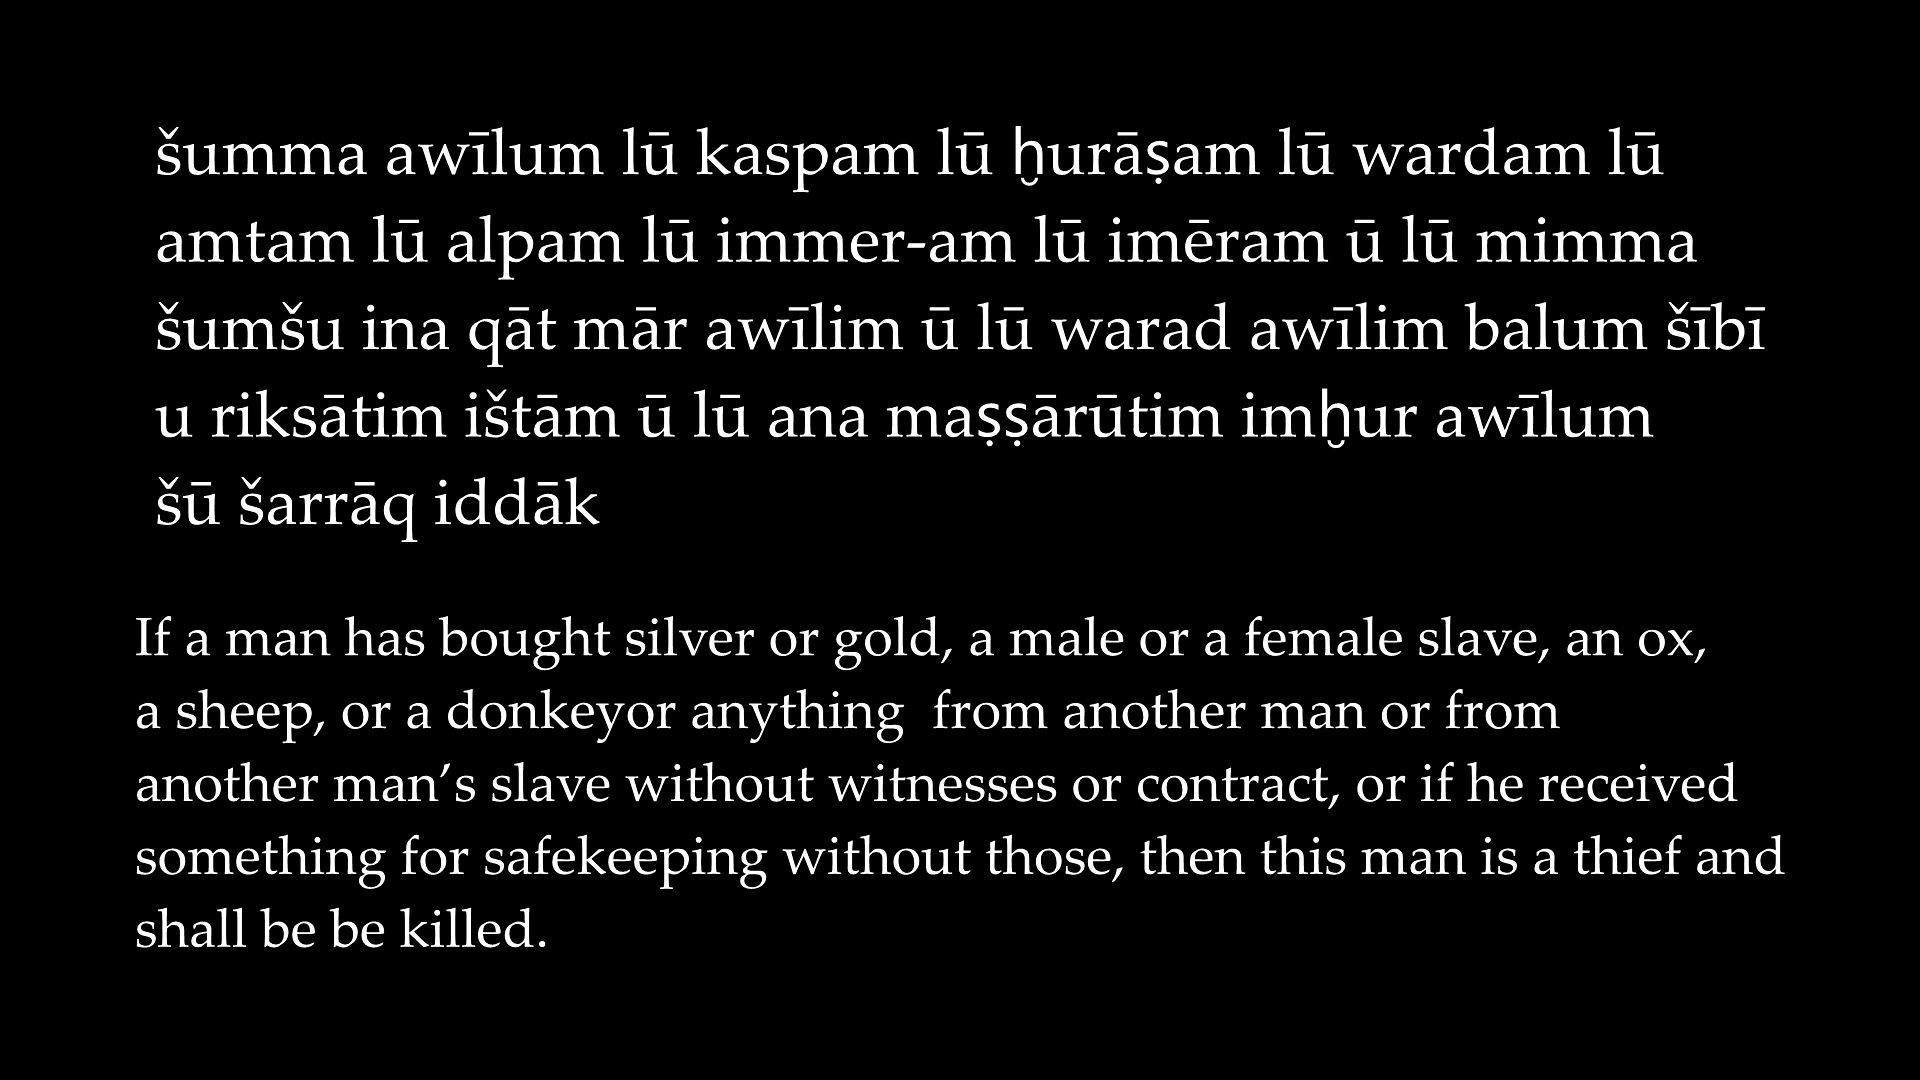 šumma awīlum lū kaspam lū ḫurāṣam lū wardam lū
amtam lū alpam lū immer-am lū imēram ū lū mimma
šumšu ina qāt mār awīlim ū lū warad awīlim balum šībī
u riksātim ištām ū lū ana maṣṣārūtim imḫur awīlum
šū šarrāq iddāk
If a man has bought silver or gold, a male or a female slave, an ox,
a sheep, or a donkeyor anything  from another man or from
another man’s slave without witnesses or contract, or if he received
something for safekeeping without those, then this man is a thief and
shall be be killed.